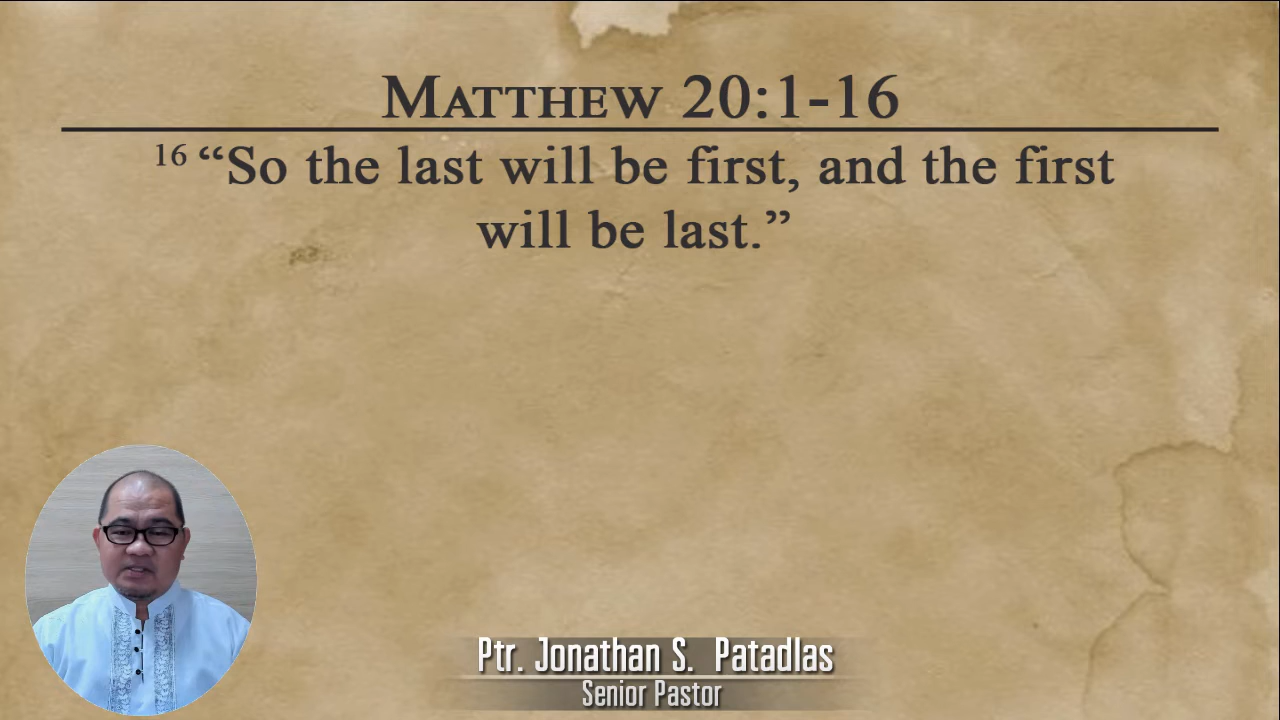 Matthew 20:1-16
16 “So the last will be first, and the first
will be last.”
Ptr. Jonathan S. Patadlas
Senior Pastor